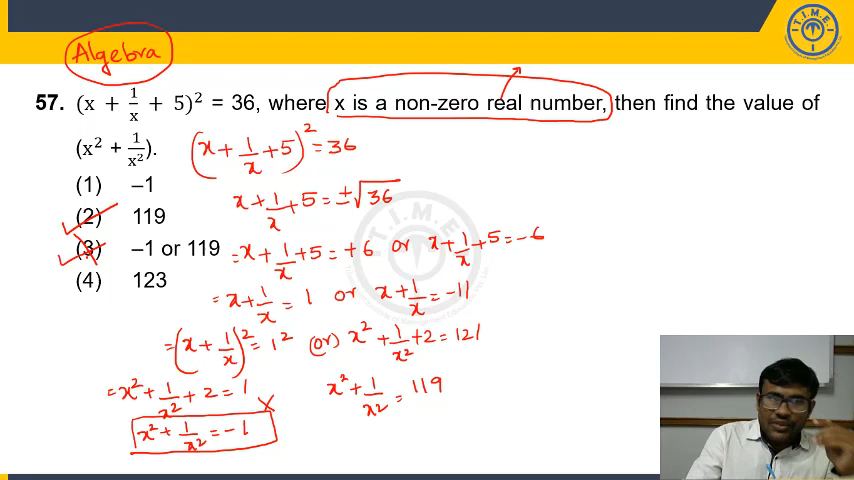 T.I.M.E.
Algebra
57. (x + 1/x + 5)² = 36, where x is a non-zero real number, then find the value of
(x² + 1/x²).
(x + 1/x + 5)² = 36
(1) –1
x + 1/x + 5 = ±√36
(2) 119
(3) –1 or 119
= x + 1/x + 5 = +6 or x + 1/x + 5 = -6
(4) 123
= x + 1/x = 1 or x + 1/x = -11
= (x + 1/x)² = 1² (or) x² + 1/x² + 2 = 121
= x² + 1/x² + 2 = 1
x² + 1/x² = 119
x² + 1/x² = -1
T.I.M.E.